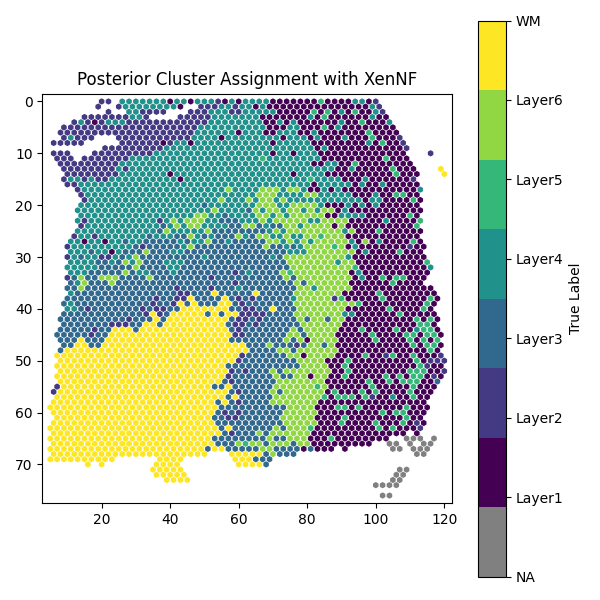 Posterior Cluster Assignment with XenNF
0
10
20
30
40
50
60
70
20
40
60
80
100
120
WM
Layer6
Layer5
Layer4
Layer3
Layer2
Layer1
NA
True Label